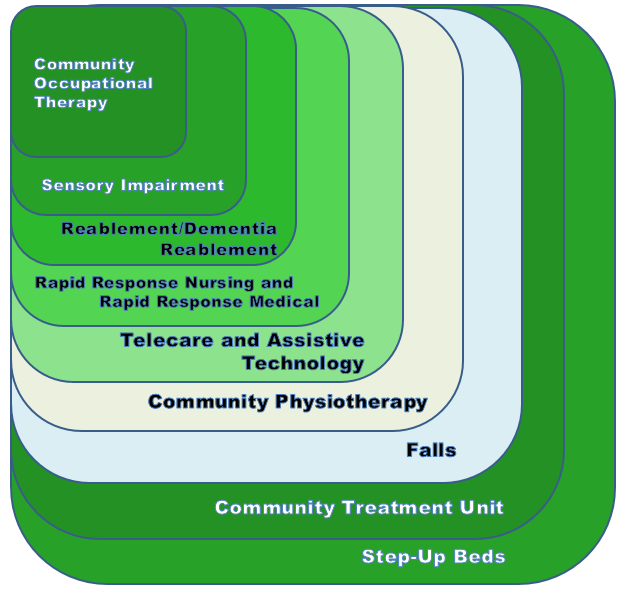 Community
Occupational
Therapy
Sensory Impairment
Reablement/Dementia
Reablement
Rapid Response Nursing and
Rapid Response Medical
Telecare and Assistive
Technology
Community Physiotherapy
Falls
Community Treatment Unit
Step-Up Beds